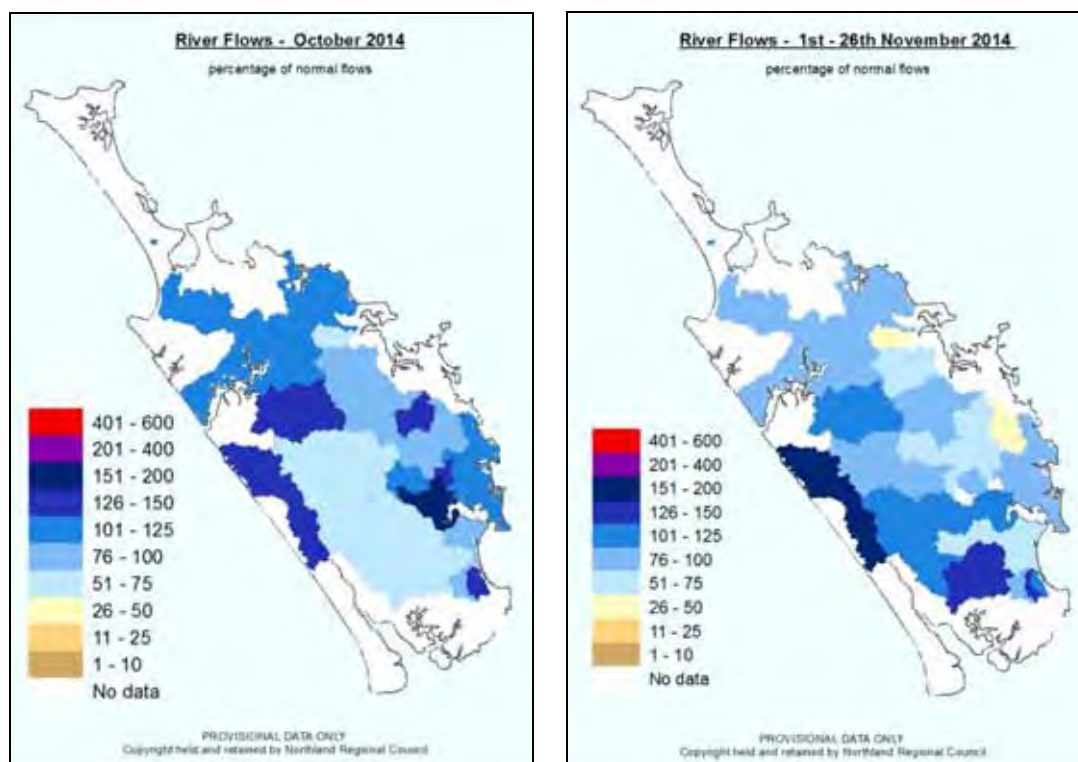 River Flows - October 2014
percentage of normal flows
401 - 600
201 - 400
151 - 200
126 - 150
101 - 125
76 - 100
51 - 75
26 - 50
11 - 25
1 - 10
No data
PROVISIONAL DATA ONLY
Copyright held and retained by Northland Regional Council
River Flows - 1st - 26th November 2014
percentage of normal flows
401 - 600
201 - 400
151 - 200
126 - 150
101 - 125
76 - 100
51 - 75
26 - 50
11 - 25
1 - 10
No data
PROVISIONAL DATA ONLY
Copyright held and retained by Northland Regional Council